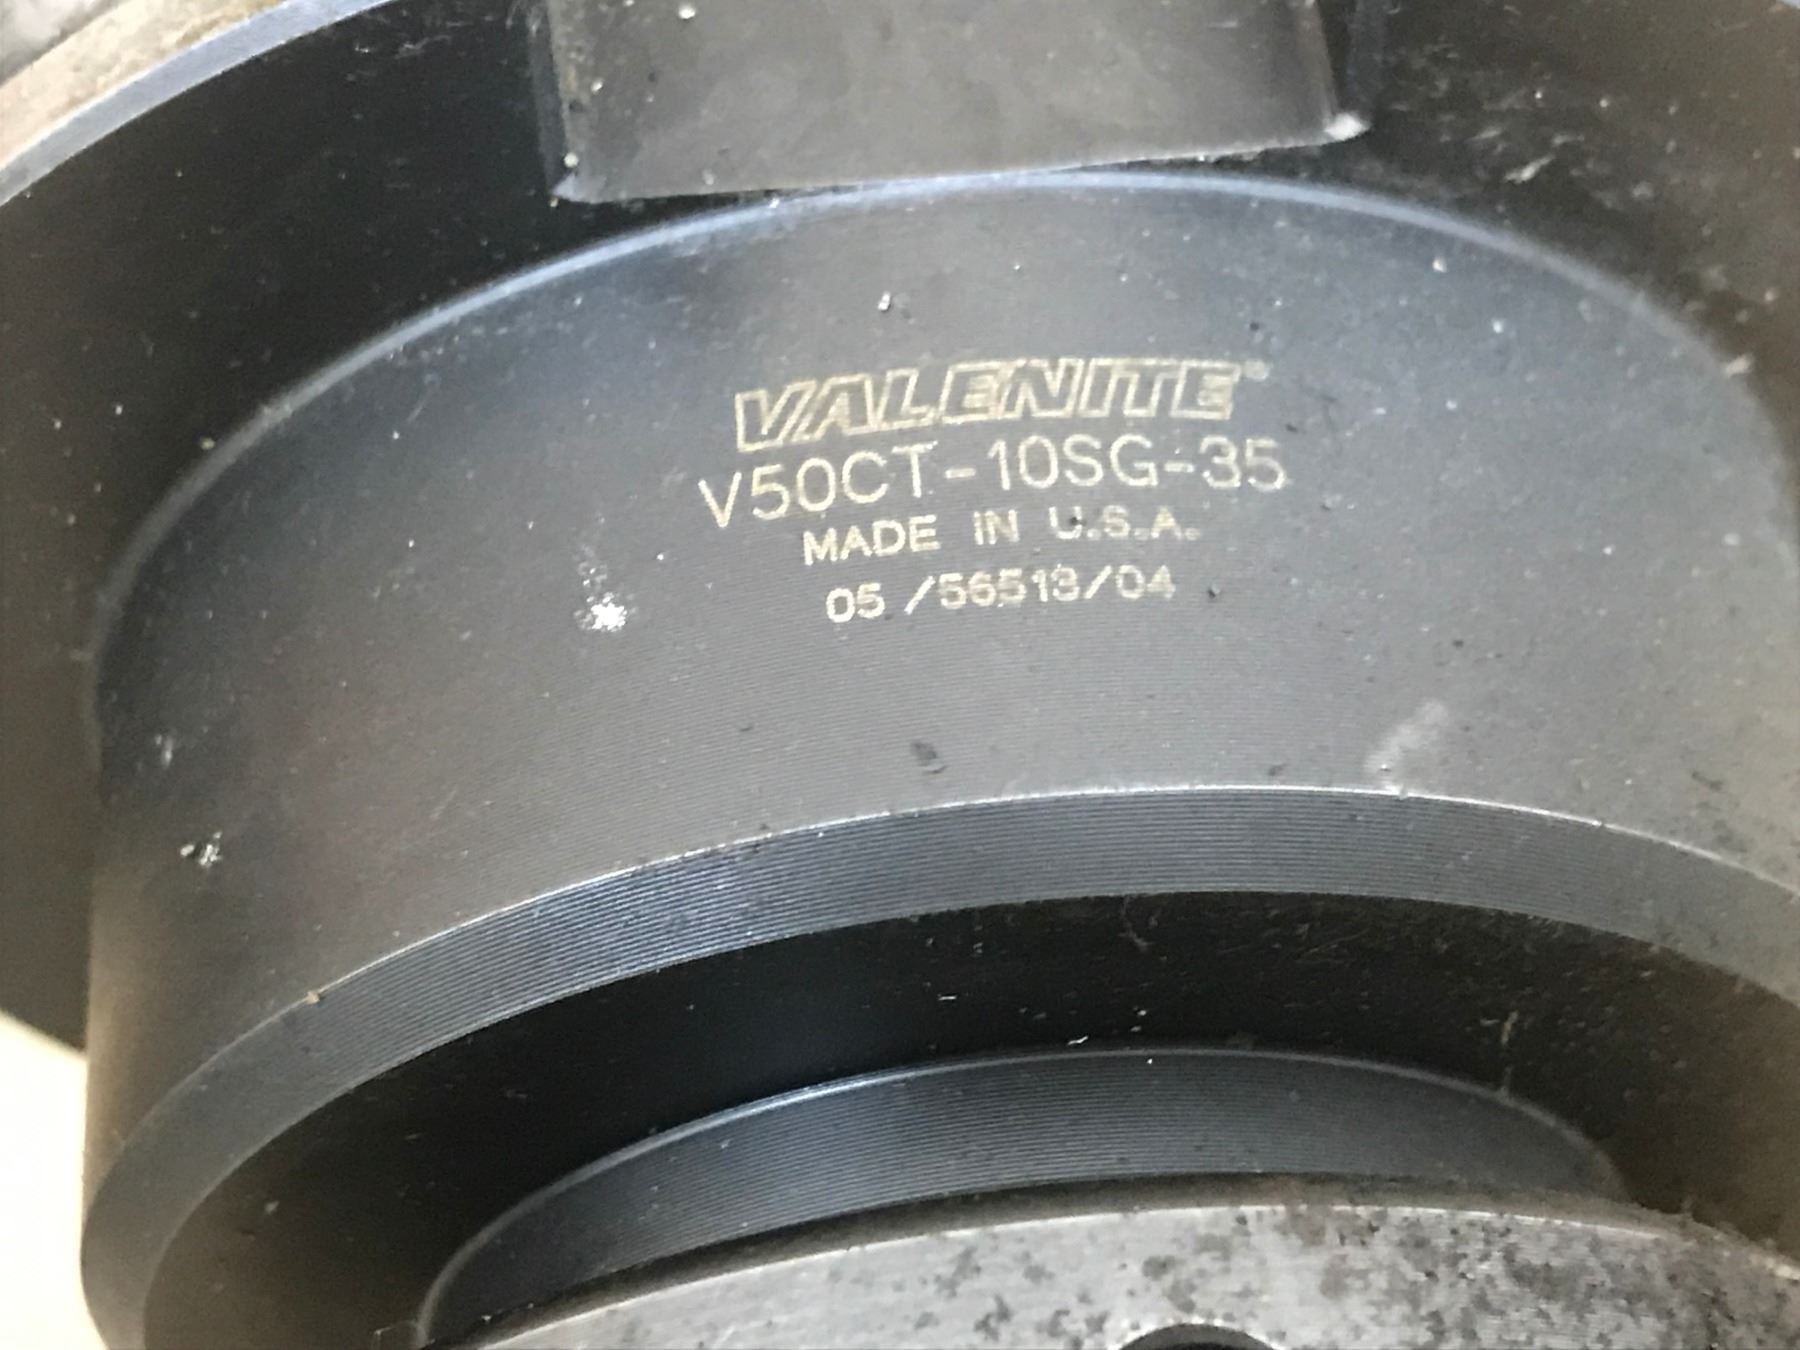 VALENITE®
V50CT-10SG-35
MADE IN U.S.A.
05 /56513/04